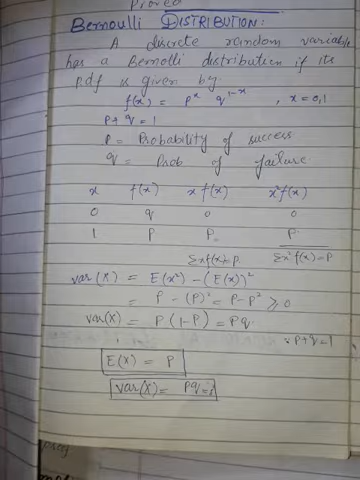 Proved
Bernoulli DISTRIBUTION:
A discrete random variable
has a Bernolli distribution if its
pdf is given by:
f(x) = p^x q^(1-x) , x = 0,1
p + q = 1
P = Probability of success
q = Prob of failure
x f(x) x f(x) x² f(x)
0 q 0 0
1 P P P
Σxf(x) = P Σx² f(x) = P
var(X) = E(x²) - (E(x))²
= P - (P)² = P - P² ≥ 0
var(X) = P(1-P) = Pq ∵ P+q=1
E(X) = P
var(X) = Pq